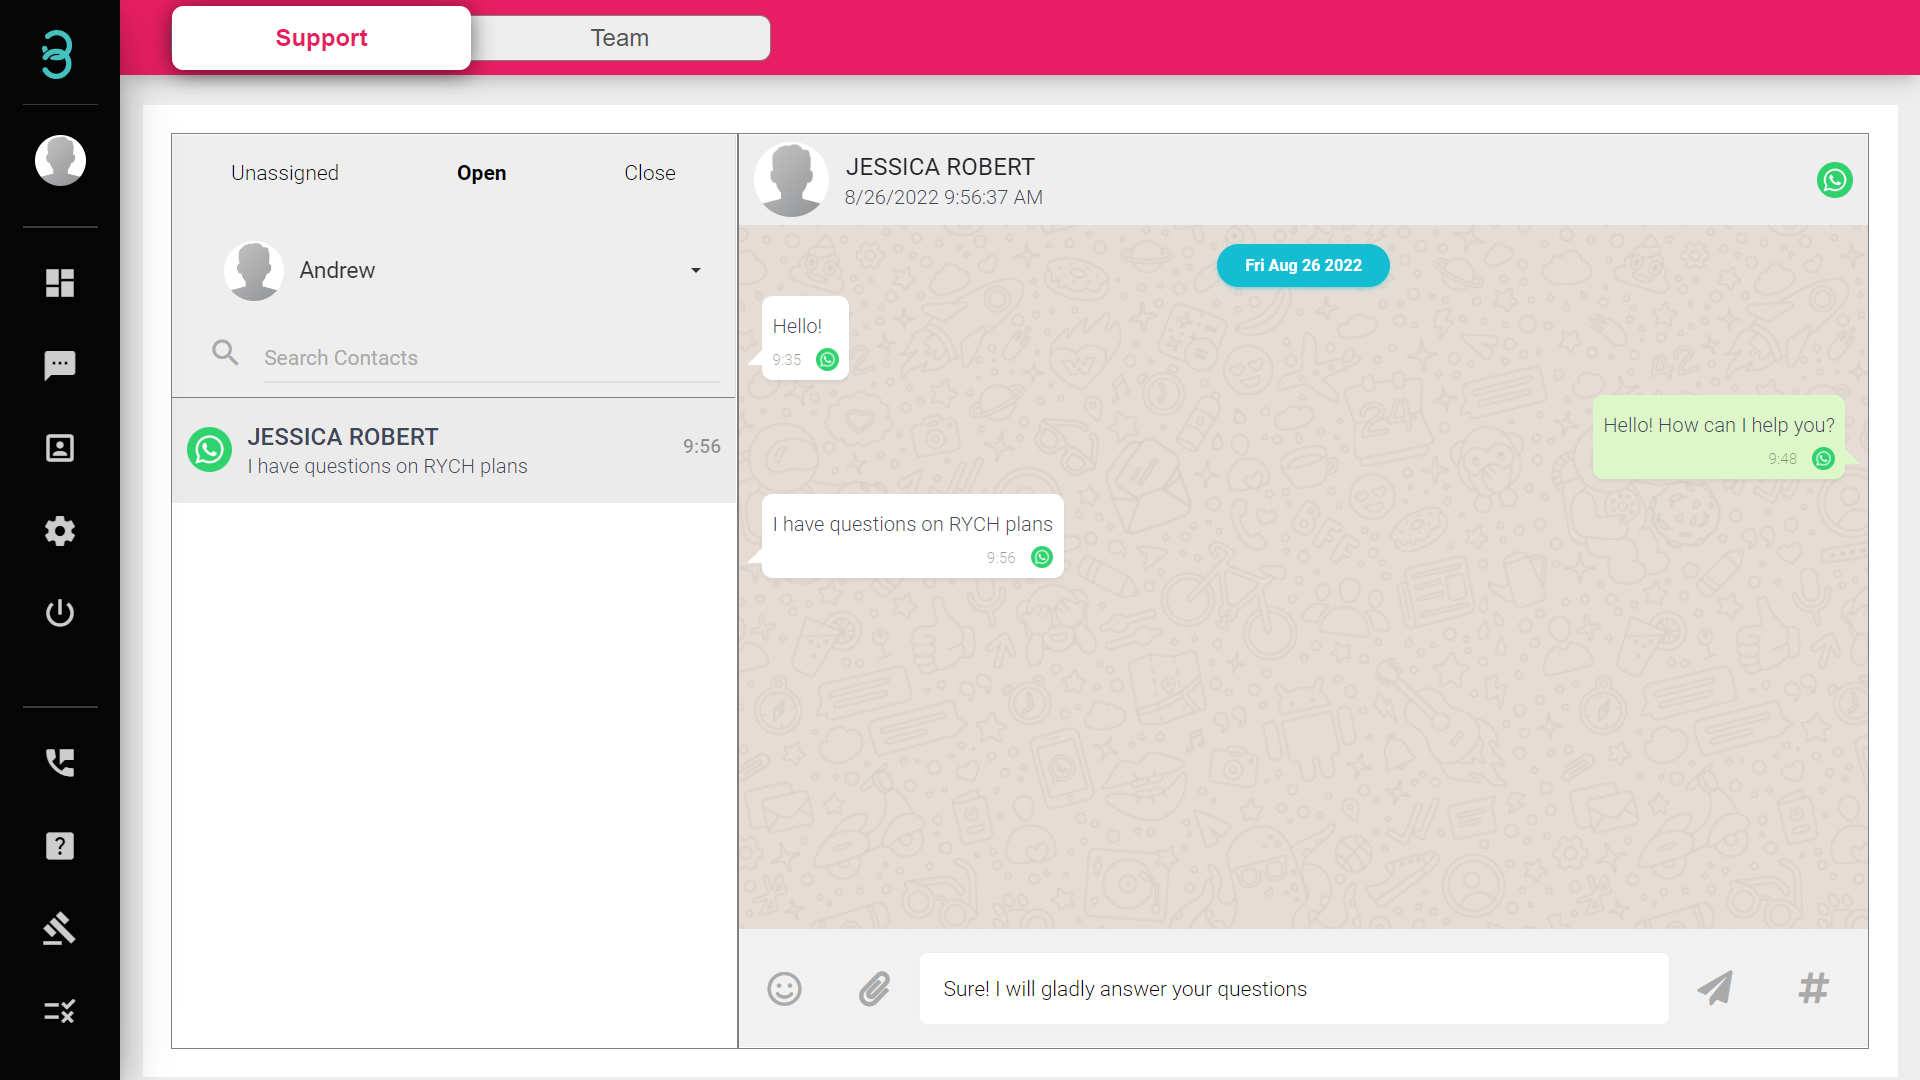 Support
Team
Unassigned
Open
Close
Andrew
Search Contacts
JESSICA ROBERT
9:56
I have questions on RYCH plans
JESSICA ROBERT
8/26/2022 9:56:37 AM
Fri Aug 26 2022
Hello!
9:35
Hello! How can I help you?
9:48
I have questions on RYCH plans
9:56
Sure! I will gladly answer your questions